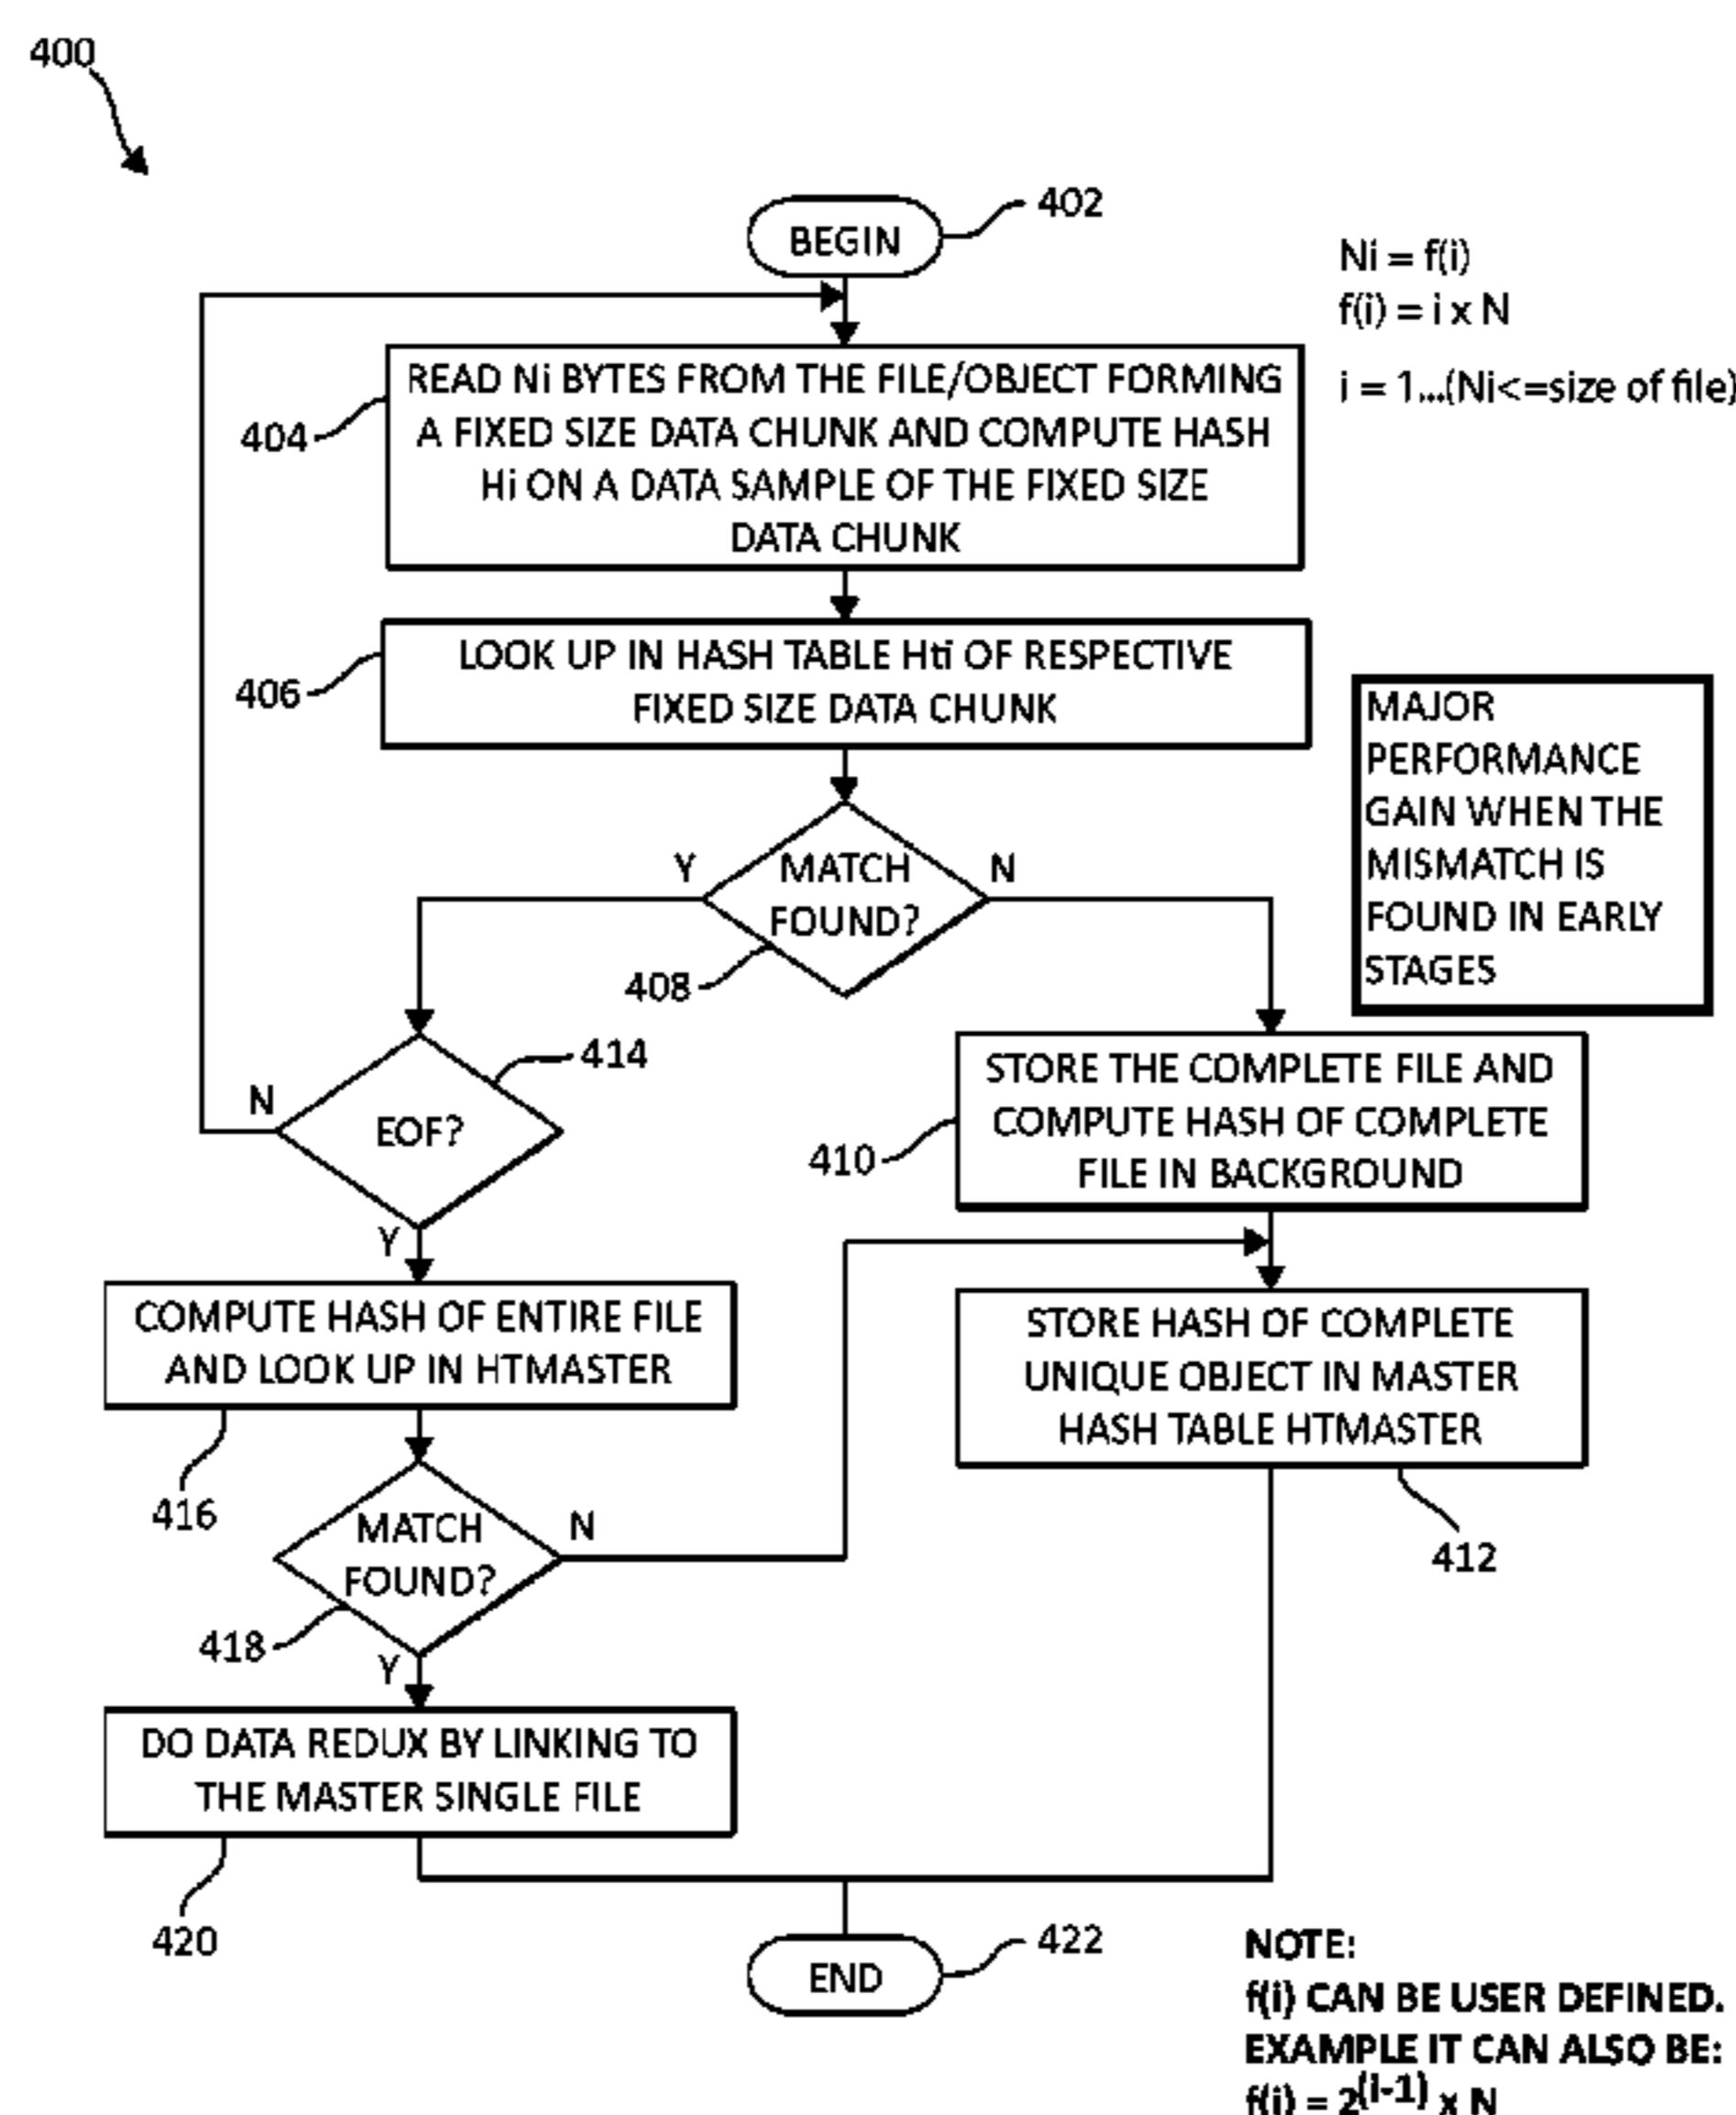 400
BEGIN
402
Ni = f(i)
f(i) = i x N
i = 1...(Ni<=size of file)
READ Ni BYTES FROM THE FILE/OBJECT FORMING
A FIXED SIZE DATA CHUNK AND COMPUTE HASH
Hi ON A DATA SAMPLE OF THE FIXED SIZE
DATA CHUNK
404
LOOK UP IN HASH TABLE Hti OF RESPECTIVE
FIXED SIZE DATA CHUNK
406
MAJOR
PERFORMANCE
GAIN WHEN THE
MISMATCH IS
FOUND IN EARLY
STAGES
Y
MATCH
FOUND?
N
408
414
N
EOF?
Y
STORE THE COMPLETE FILE AND
COMPUTE HASH OF COMPLETE
FILE IN BACKGROUND
410
COMPUTE HASH OF ENTIRE FILE
AND LOOK UP IN HTMASTER
416
STORE HASH OF COMPLETE
UNIQUE OBJECT IN MASTER
HASH TABLE HTMASTER
412
MATCH
FOUND?
N
418
Y
DO DATA REDUX BY LINKING TO
THE MASTER SINGLE FILE
420
END
422
NOTE:
f(i) CAN BE USER DEFINED.
EXAMPLE IT CAN ALSO BE:
f(i) = 2^(i-1) x N